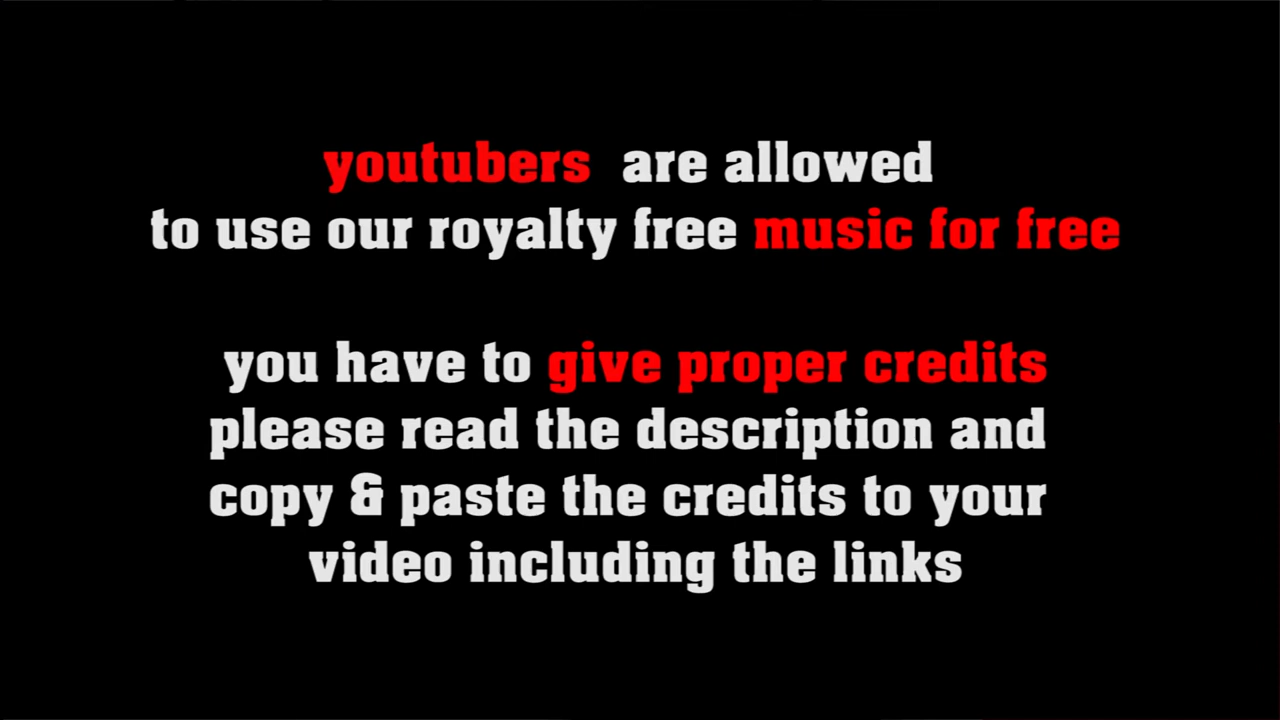 youtubers are allowed
to use our royalty free music for free
you have to give proper credits
please read the description and
copy & paste the credits to your
video including the links